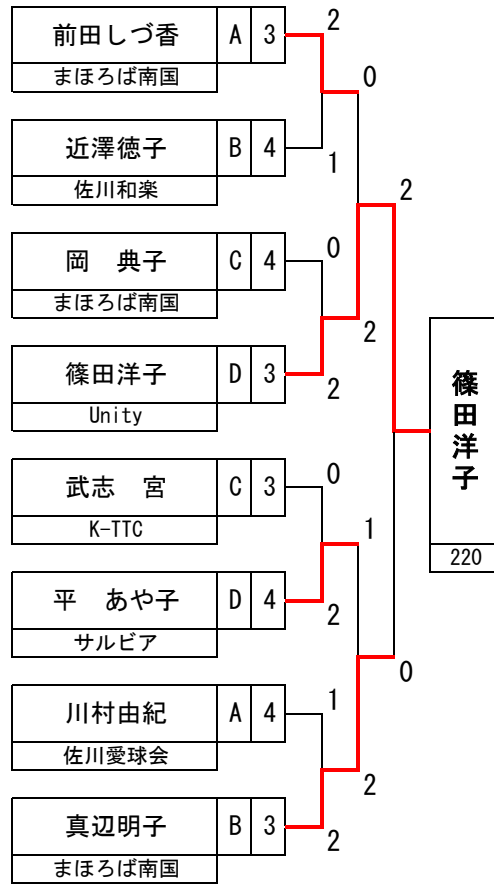 前田しづ香 A 3 2
まほろば南国
0
近澤徳子 B 4 1
佐川和楽
2
岡 典子 C 4 0
まほろば南国
2
篠田洋子 D 3 2
Unity
篠田洋子
220
武志 宮 C 3 0
K-TTC
1
平 あや子 D 4 2
サルビア
0
川村由紀 A 4 1
佐川愛球会
2
真辺明子 B 3 2
まほろば南国